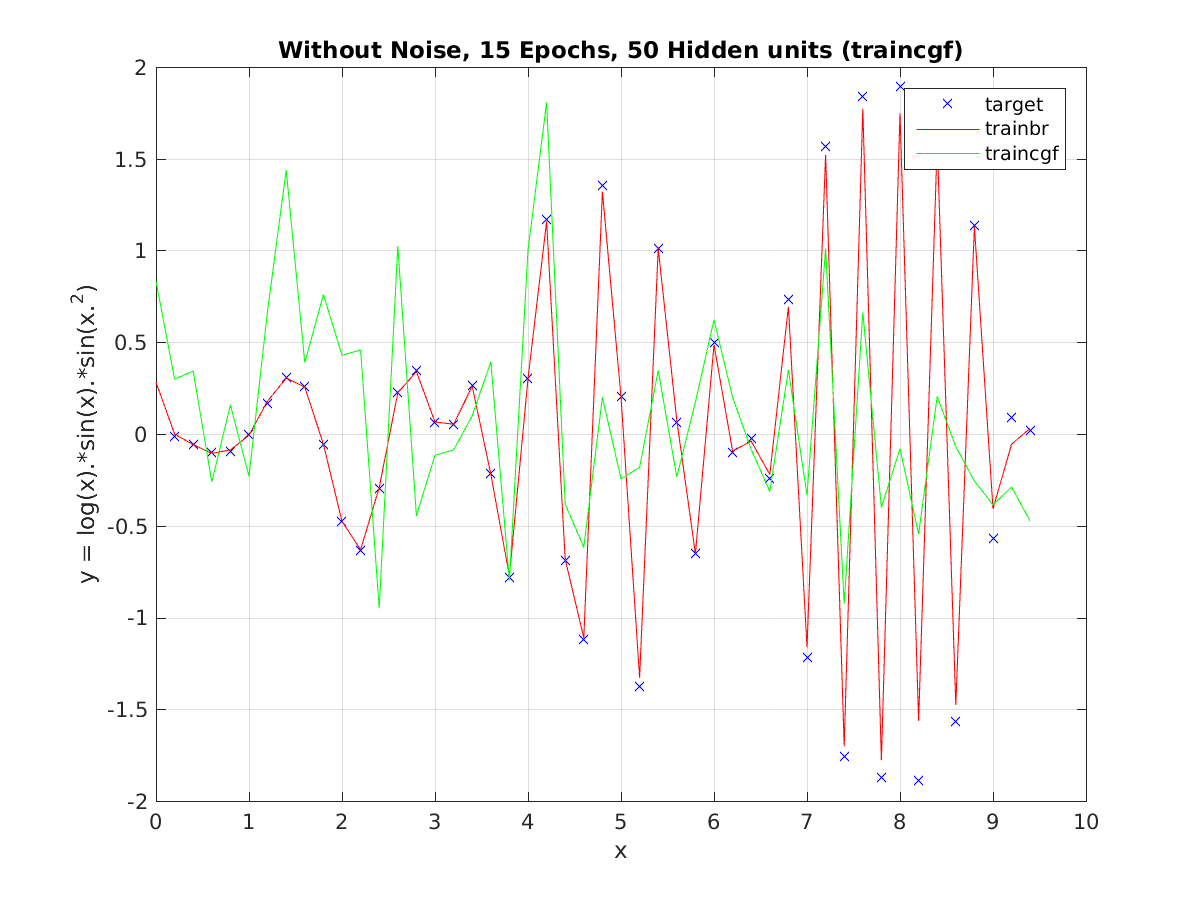 Without Noise, 15 Epochs, 50 Hidden units (traincgf)
target
trainbr
traincgf
y = log(x).*sin(x).*sin(x.²)
2
1.5
1
0.5
0
-0.5
-1
-1.5
-2
0 1 2 3 4 5 6 7 8 9 10
x